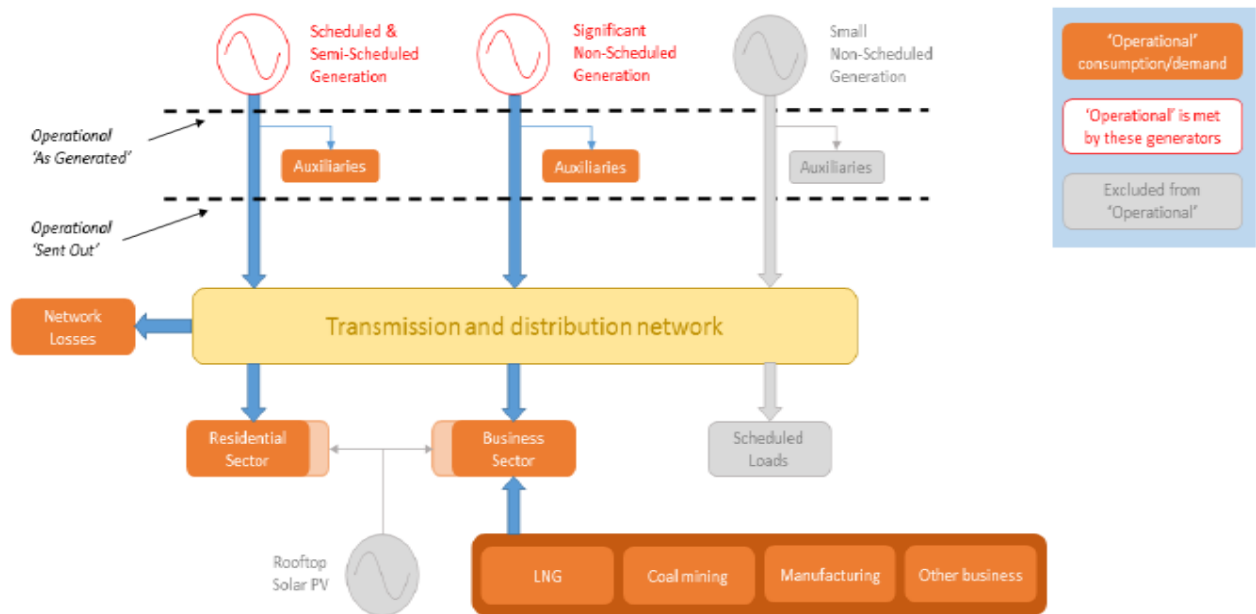 Scheduled &
Semi-Scheduled
Generation
Significant
Non-Scheduled
Generation
Small
Non-Scheduled
Generation
'Operational'
consumption/demand
'Operational' is met
by these generators
Excluded from
'Operational'
Operational
'As Generated'
Auxiliaries
Auxiliaries
Auxiliaries
Operational
'Sent Out'
Network
Losses
Transmission and distribution network
Residential
Sector
Business
Sector
Scheduled
Loads
Rooftop
Solar PV
LNG
Coal mining
Manufacturing
Other business